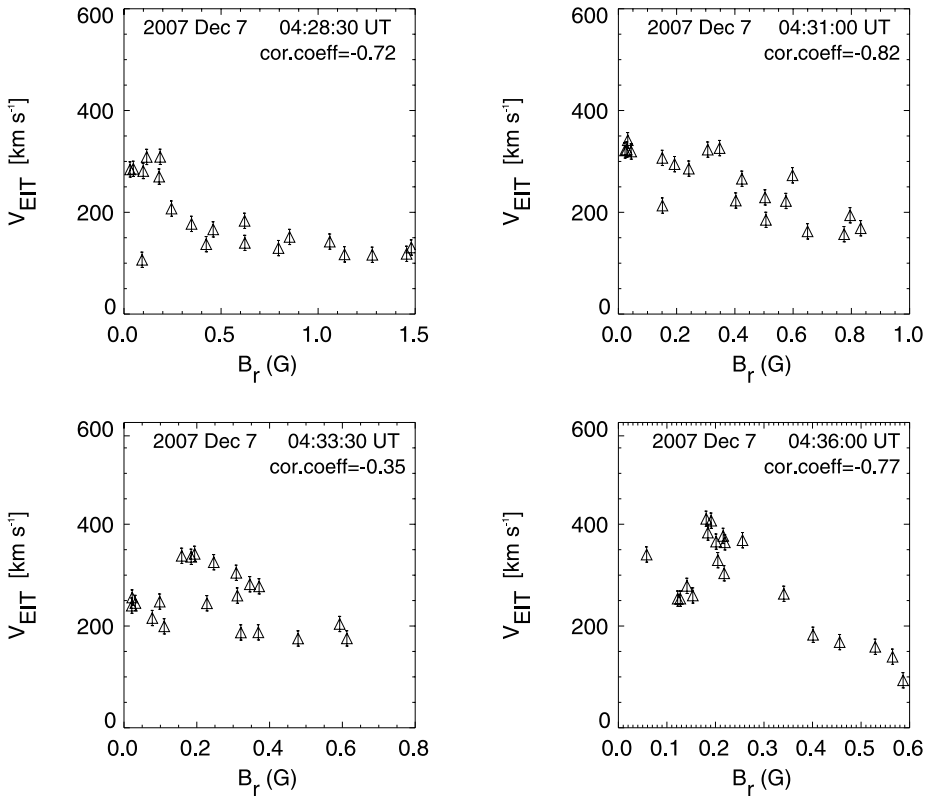 2007 Dec 7 04:28:30 UT
cor.coeff=-0.72
600
400
200
0
V_EIT [km s⁻¹]
0.0 0.5 1.0 1.5
B_r (G)
2007 Dec 7 04:31:00 UT
cor.coeff=-0.82
600
400
200
0
V_EIT [km s⁻¹]
0.0 0.2 0.4 0.6 0.8 1.0
B_r (G)
2007 Dec 7 04:33:30 UT
cor.coeff=-0.35
600
400
200
0
V_EIT [km s⁻¹]
0.0 0.2 0.4 0.6 0.8
B_r (G)
2007 Dec 7 04:36:00 UT
cor.coeff=-0.77
600
400
200
0
V_EIT [km s⁻¹]
0.0 0.1 0.2 0.3 0.4 0.5 0.6
B_r (G)